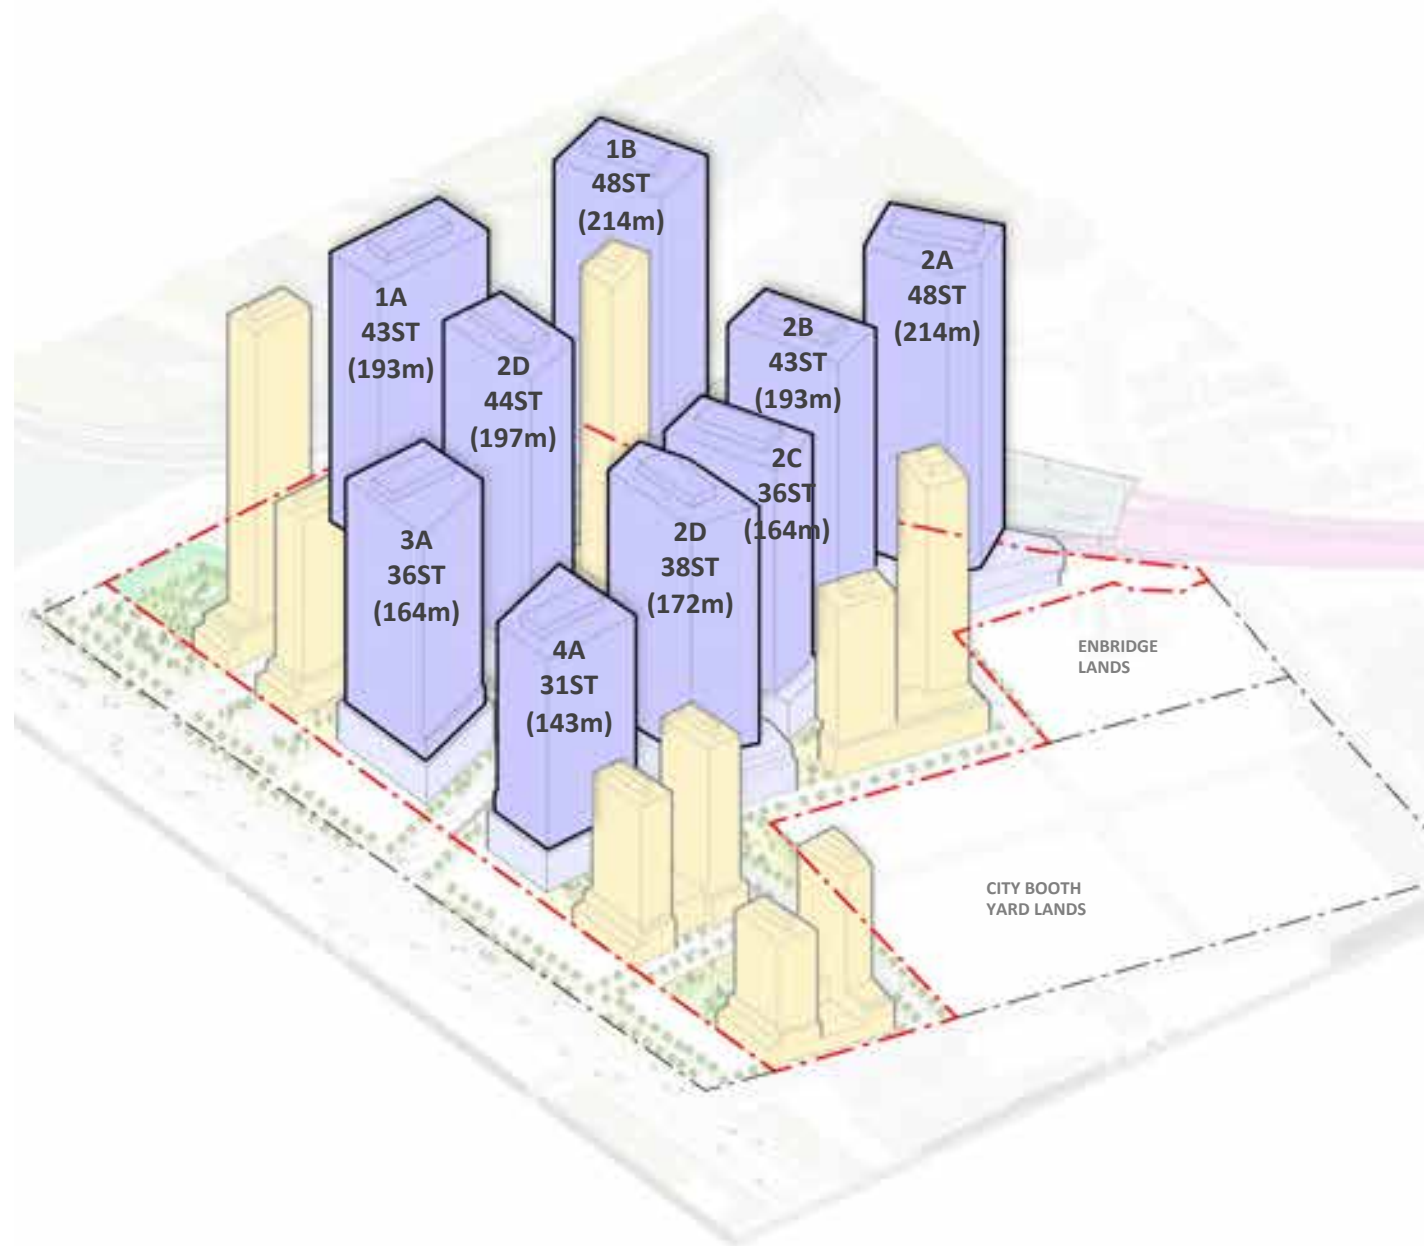 1B
48ST
(214m)
2A
48ST
(214m)
1A
43ST
(193m)
2B
43ST
(193m)
2D
44ST
(197m)
2C
36ST
(164m)
2D
38ST
(172m)
3A
36ST
(164m)
4A
31ST
(143m)
ENBRIDGE
LANDS
CITY BOOTH
YARD LANDS